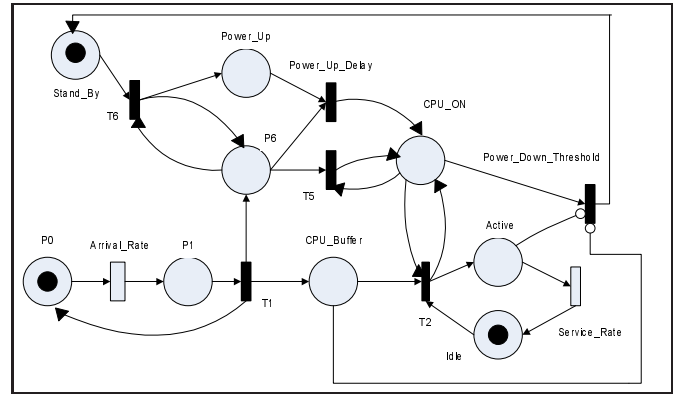 Power_Up
Power_Up_Delay
Stand_By
CPU_ON
T6
P6
Power_Down_Threshold
T5
P0
Arrival_Rate
P1
CPU_Buffer
Active
T1
T2
Service_Rate
Idle